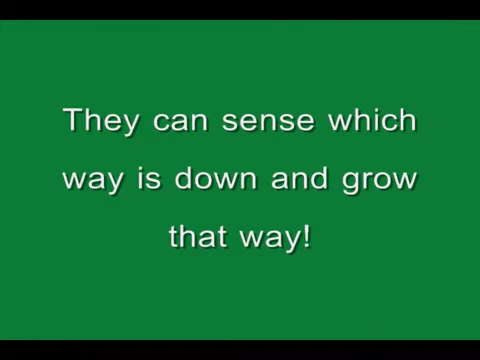 They can sense which
way is down and grow
that way!